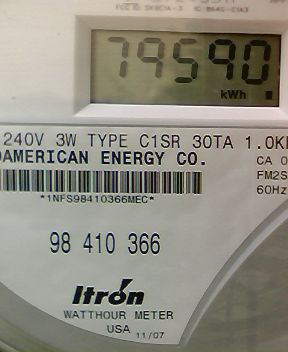 79590
kWh
240V 3W TYPE C1SR 30TA 1.0K
AMERICAN ENERGY CO.
CA 0
FM2S
60Hz
*1NFS98410366MEC*
98 410 366
Itrón
WATTHOUR METER
USA 11/07